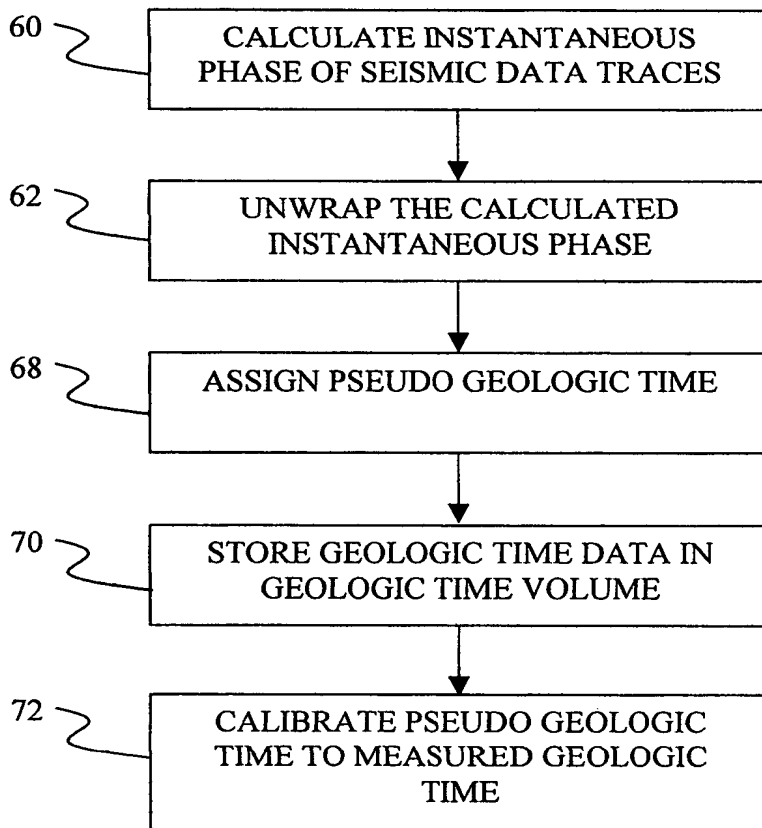 60
CALCULATE INSTANTANEOUS
PHASE OF SEISMIC DATA TRACES
62
UNWRAP THE CALCULATED
INSTANTANEOUS PHASE
68
ASSIGN PSEUDO GEOLOGIC TIME
70
STORE GEOLOGIC TIME DATA IN
GEOLOGIC TIME VOLUME
72
CALIBRATE PSEUDO GEOLOGIC
TIME TO MEASURED GEOLOGIC
TIME